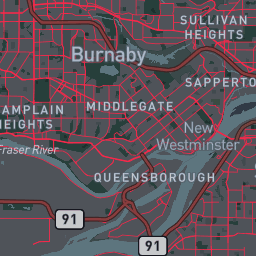 SULLIVAN
HEIGHTS
Burnaby
SAPPERTO
MIDDLEGATE
AMPLAIN
HEIGHTS
New
Westminster
Fraser River
QUEENSBOROUGH
91
91